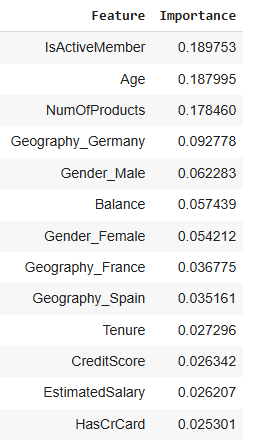 Feature Importance
IsActiveMember 0.189753
Age 0.187995
NumOfProducts 0.178460
Geography_Germany 0.092778
Gender_Male 0.062283
Balance 0.057439
Gender_Female 0.054212
Geography_France 0.036775
Geography_Spain 0.035161
Tenure 0.027296
CreditScore 0.026342
EstimatedSalary 0.026207
HasCrCard 0.025301